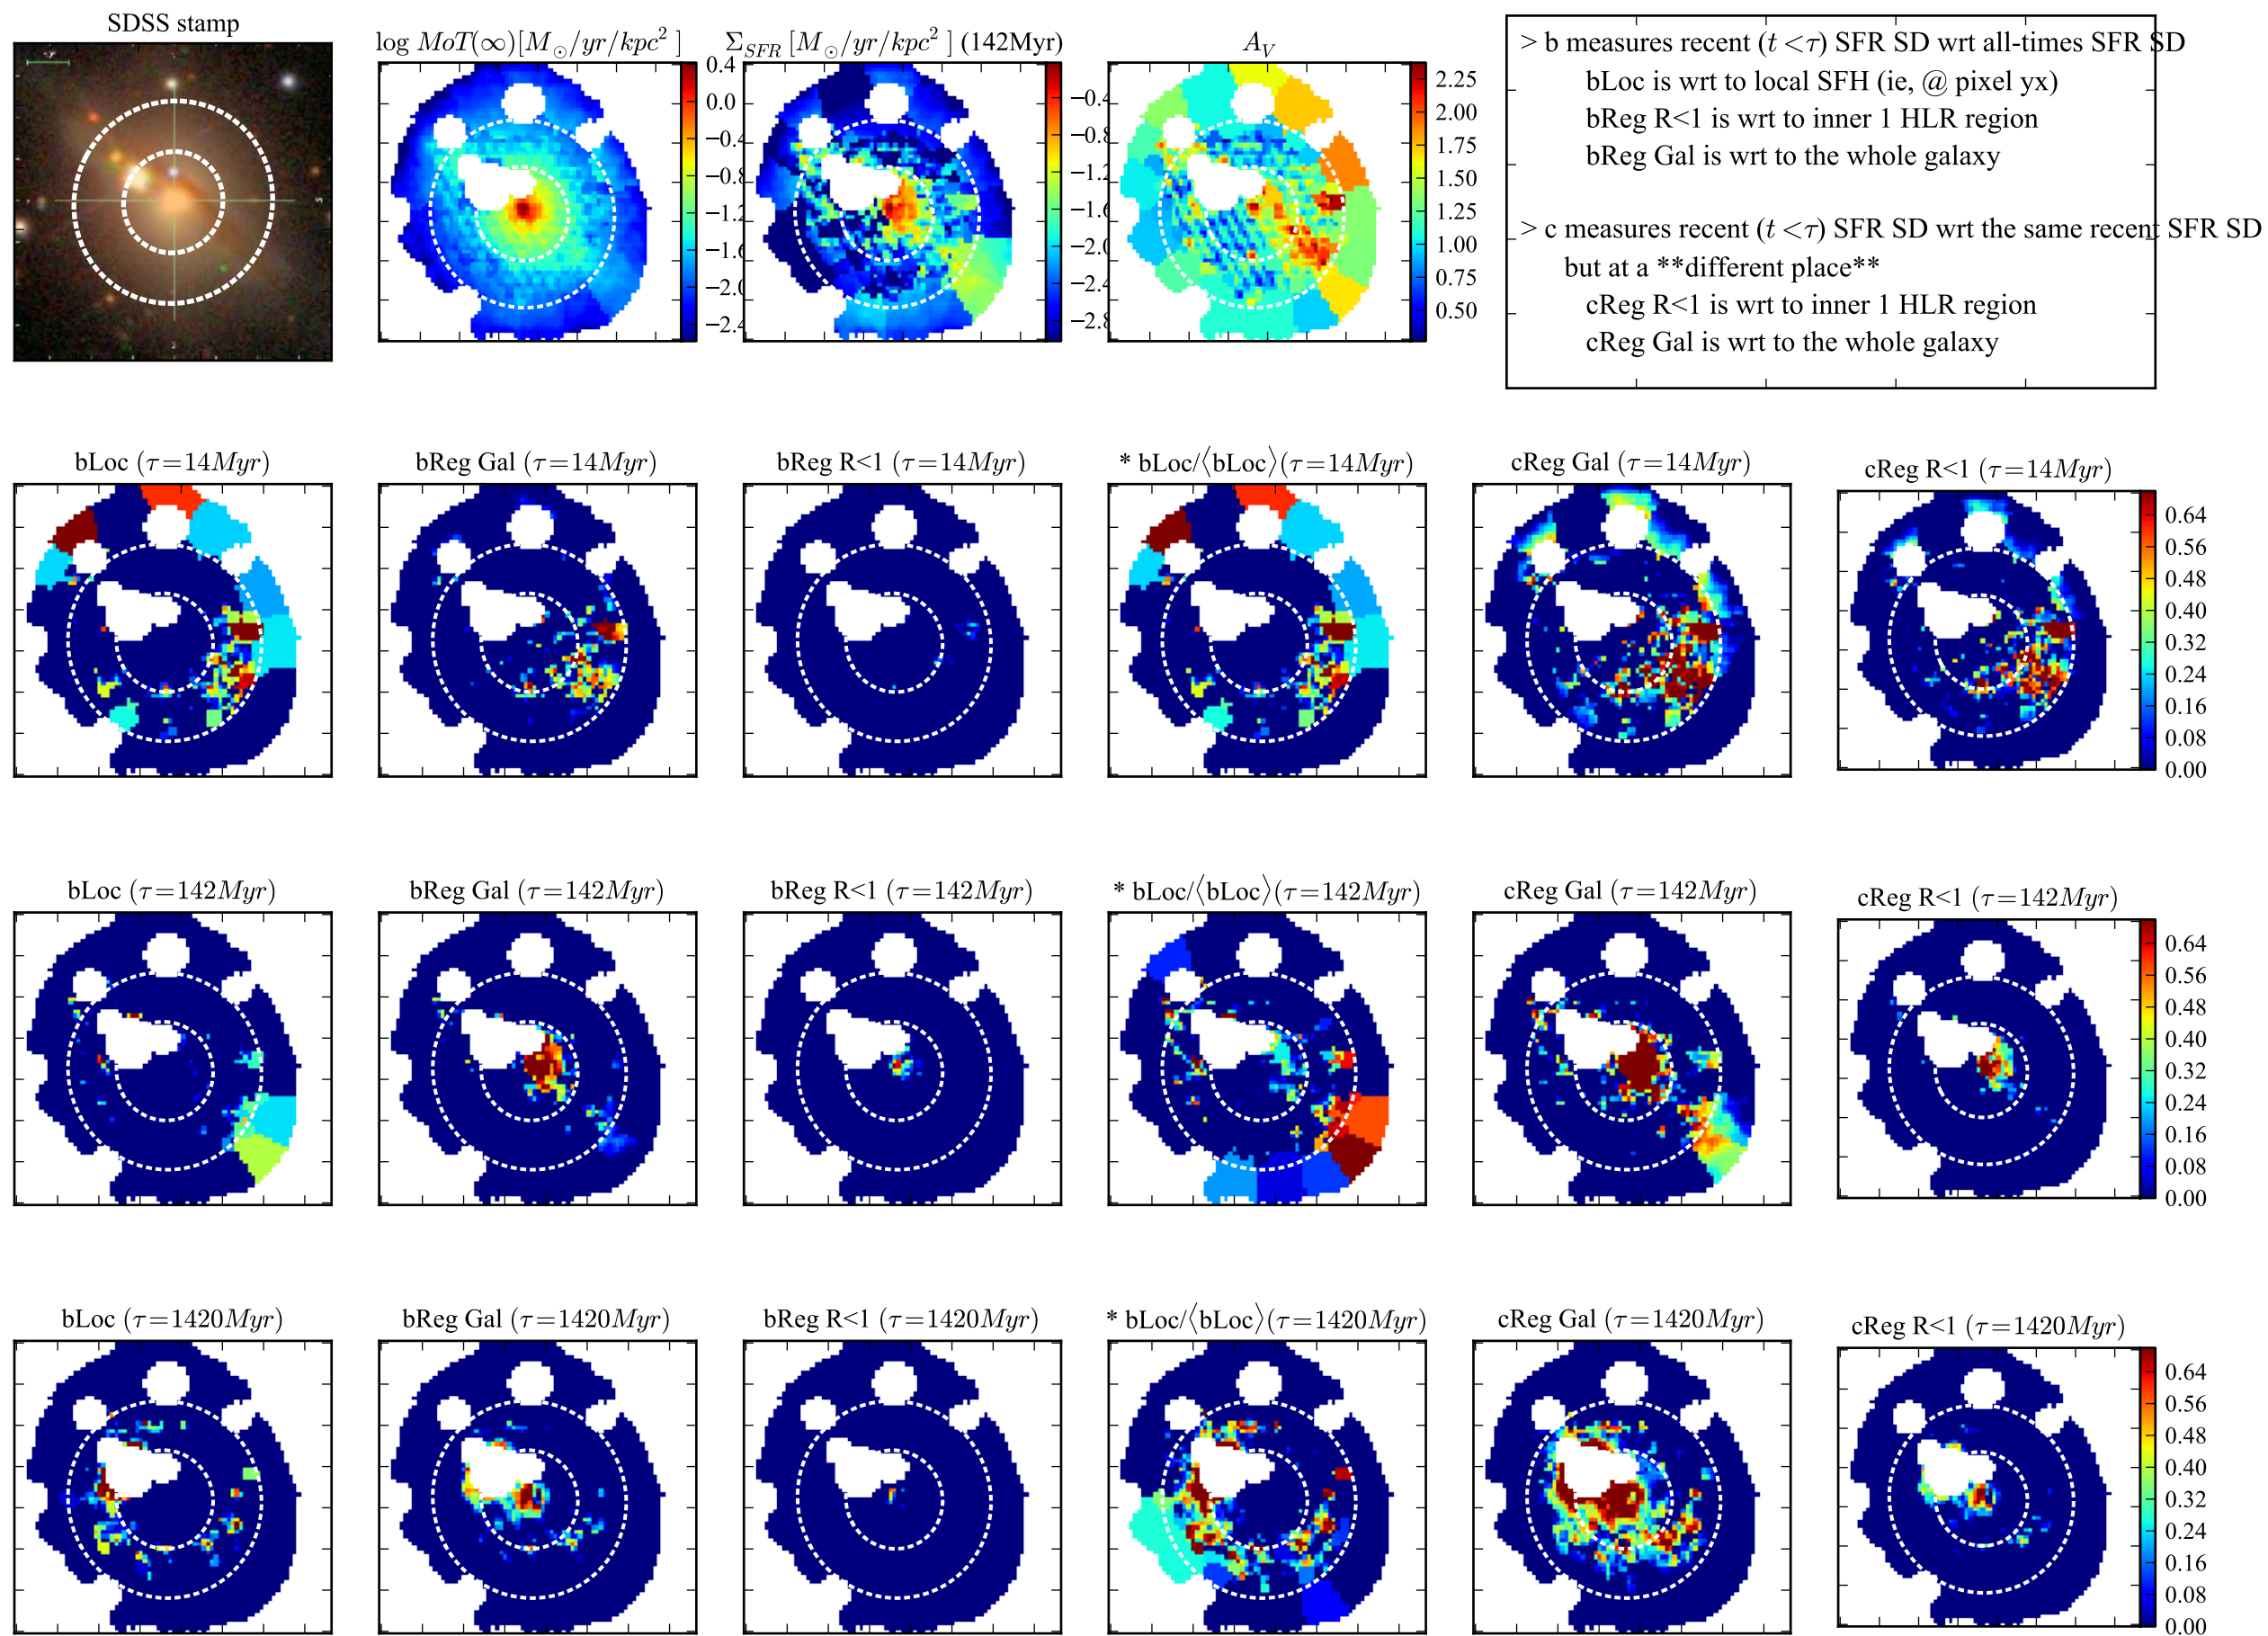 SDSS stamp
log MoT(∞)[M⊙/yr/kpc² ]
Σ_SFR [M⊙/yr/kpc² ] (142Myr)
A_V
0.4
0.0
−0.4
−0.8
−1.2
−1.6
−2.0
−2.4
−0.4
−0.8
−1.2
−1.6
−2.0
−2.4
−2.8
2.25
2.00
1.75
1.50
1.25
1.00
0.75
0.50
> b measures recent (t <τ) SFR SD wrt all-times SFR SD
bLoc is wrt to local SFH (ie, @ pixel yx)
bReg R<1 is wrt to inner 1 HLR region
bReg Gal is wrt to the whole galaxy
> c measures recent (t <τ) SFR SD wrt the same recent SFR SD
but at a **different place**
cReg R<1 is wrt to inner 1 HLR region
cReg Gal is wrt to the whole galaxy
bLoc (τ=14Myr)
bReg Gal (τ=14Myr)
bReg R<1 (τ=14Myr)
* bLoc/⟨bLoc⟩(τ=14Myr)
cReg Gal (τ=14Myr)
cReg R<1 (τ=14Myr)
0.64
0.56
0.48
0.40
0.32
0.24
0.16
0.08
0.00
bLoc (τ=142Myr)
bReg Gal (τ=142Myr)
bReg R<1 (τ=142Myr)
* bLoc/⟨bLoc⟩(τ=142Myr)
cReg Gal (τ=142Myr)
cReg R<1 (τ=142Myr)
0.64
0.56
0.48
0.40
0.32
0.24
0.16
0.08
0.00
bLoc (τ=1420Myr)
bReg Gal (τ=1420Myr)
bReg R<1 (τ=1420Myr)
* bLoc/⟨bLoc⟩(τ=1420Myr)
cReg Gal (τ=1420Myr)
cReg R<1 (τ=1420Myr)
0.64
0.56
0.48
0.40
0.32
0.24
0.16
0.08
0.00